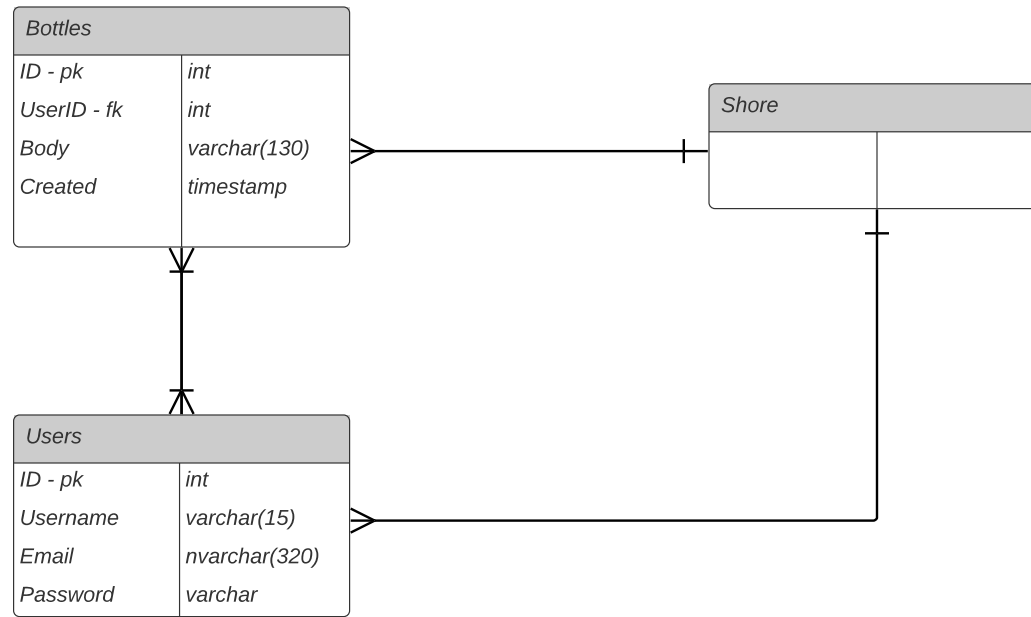 Bottles
ID - pk int
UserID - fk int
Body varchar(130)
Created timestamp
Shore
Users
ID - pk int
Username varchar(15)
Email nvarchar(320)
Password varchar